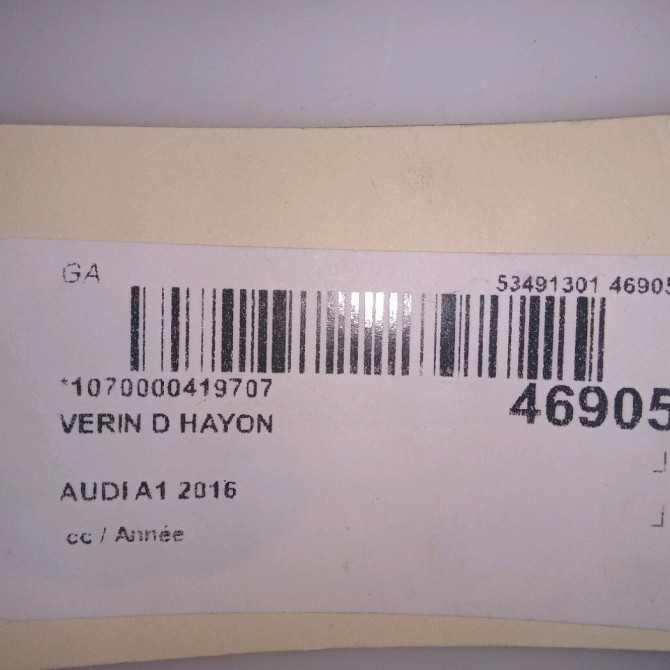 GA
53491301 46905
*1070000419707
46905
VERIN D HAYON
AUDI A1 2016
cc / Année